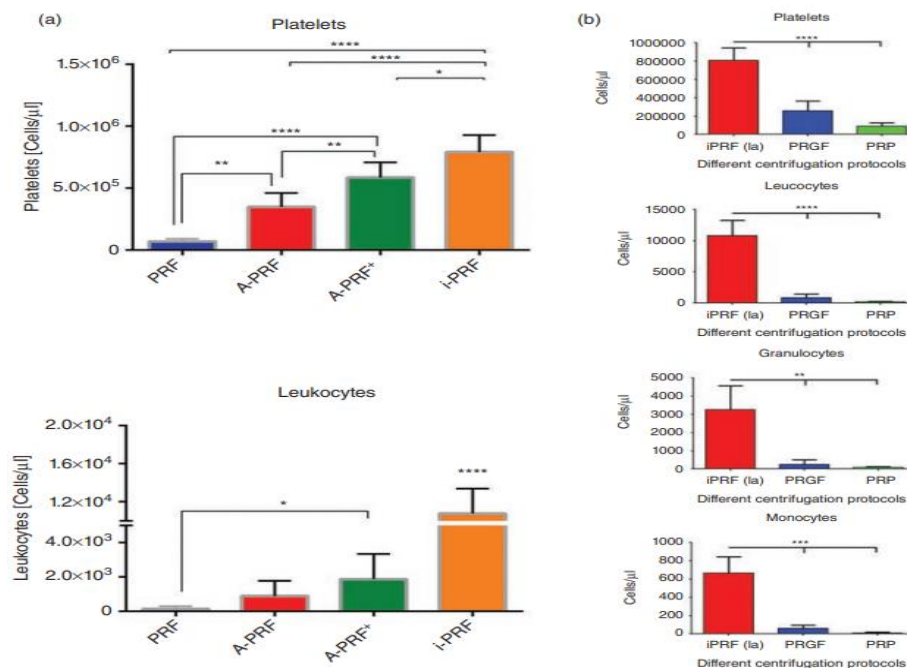 (a)
Platelets
****
****
*
****
**
**
Platelets [Cells/µl]
1.5×10⁶
1.0×10⁶
5.0×10⁵
0
PRF
A-PRF
A-PRF⁺
i-PRF
Leukocytes
Leukocytes [Cells/µl]
2.0×10⁴
1.6×10⁴
1.2×10⁴
4.0×10³
2.0×10³
0
*
****
PRF
A-PRF
A-PRF⁺
i-PRF
(b)
Platelets
****
Cells/µl
1000000
800000
600000
400000
200000
0
iPRF (la)
PRGF
PRP
Different centrifugation protocols
Leucocytes
****
Cells/µl
15000
10000
5000
0
iPRF (la)
PRGF
PRP
Different centrifugation protocols
Granulocytes
**
Cells/µl
5000
4000
3000
2000
1000
0
iPRF (la)
PRGF
PRP
Different centrifugation protocols
Monocytes
***
Cells/µl
1000
800
600
400
200
0
iPRF (la)
PRGF
PRP
Different centrifugation protocols